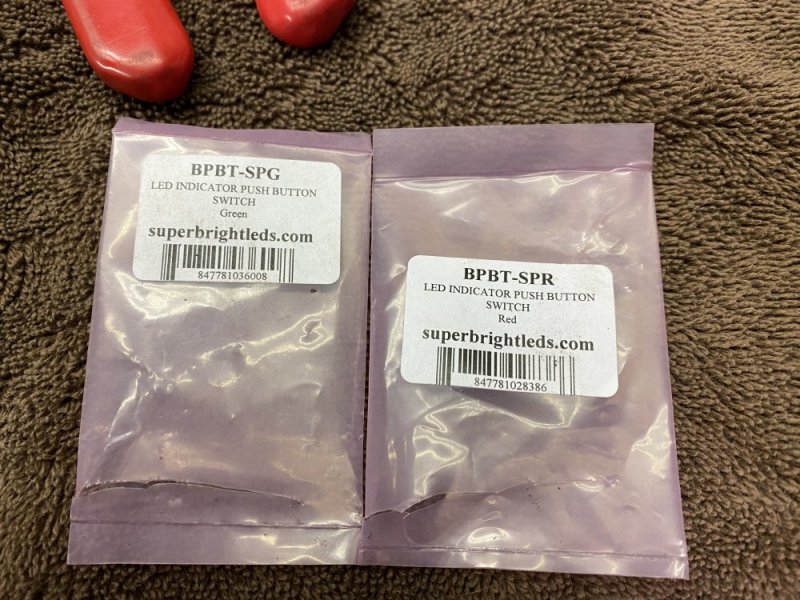 BPBT-SPG
LED INDICATOR PUSH BUTTON
SWITCH
Green
superbrightleds.com
847781036008
BPBT-SPR
LED INDICATOR PUSH BUTTON
SWITCH
Red
superbrightleds.com
847781028386